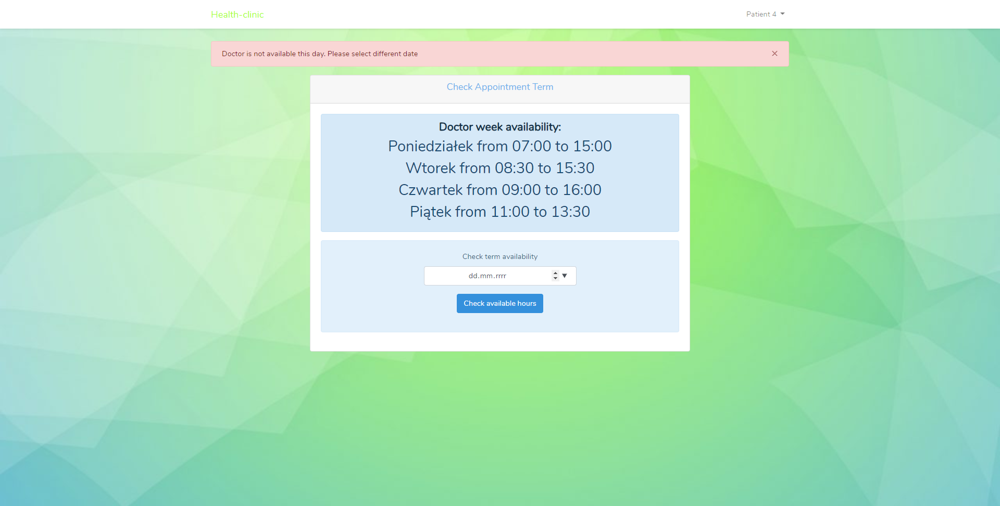 Health-clinic
Patient 4
Doctor is not available this day. Please select different date
×
Check Appointment Term
Doctor week availability:
Poniedziałek from 07:00 to 15:00
Wtorek from 08:30 to 15:30
Czwartek from 09:00 to 16:00
Piątek from 11:00 to 13:30
Check term availability
dd.mm.rrrr
Check available hours